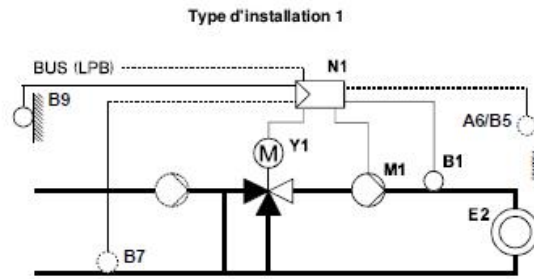 Type d'installation 1
BUS (LPB)
N1
B9
A6/B5
M
Y1
M1
B1
E2
B7